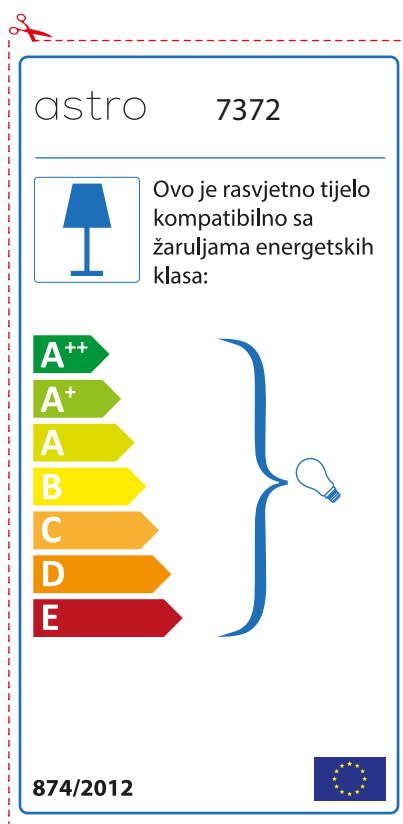 astro 7372
Ovo je rasvjetno tijelo
kompatibilno sa
žaruljama energetskih
klasa:
A++
A+
A
B
C
D
E
874/2012